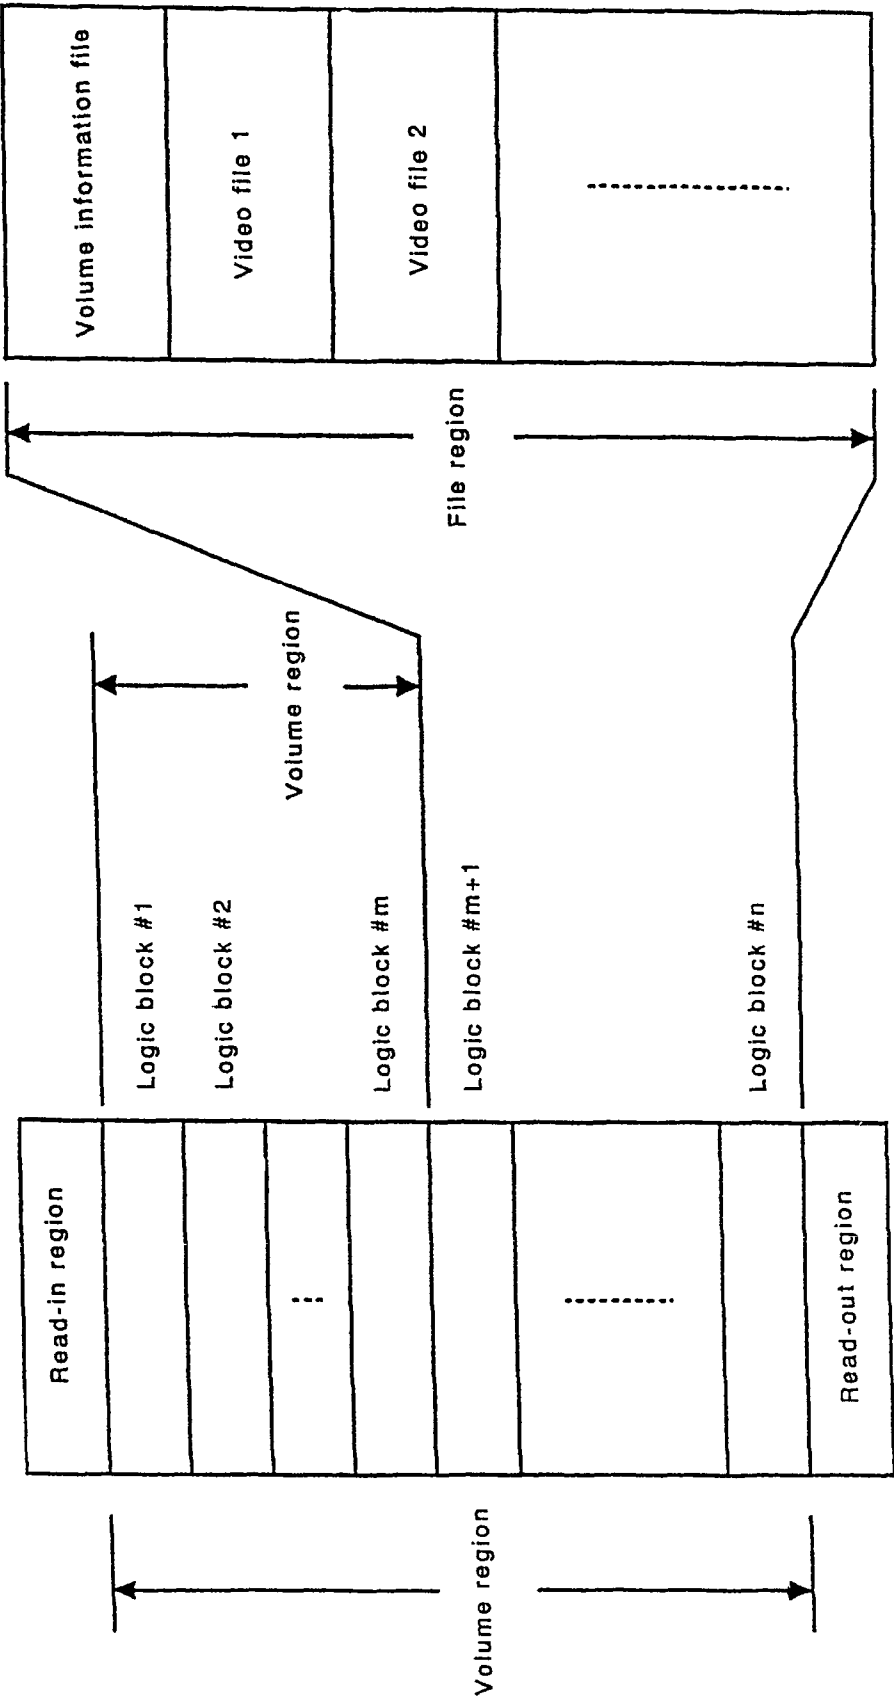 Volume region
Read-in region
Read-out region
Logic block #1
Logic block #2
Logic block #m
Logic block #m+1
Logic block #n
Volume region
File region
Volume information file
Video file 1
Video file 2